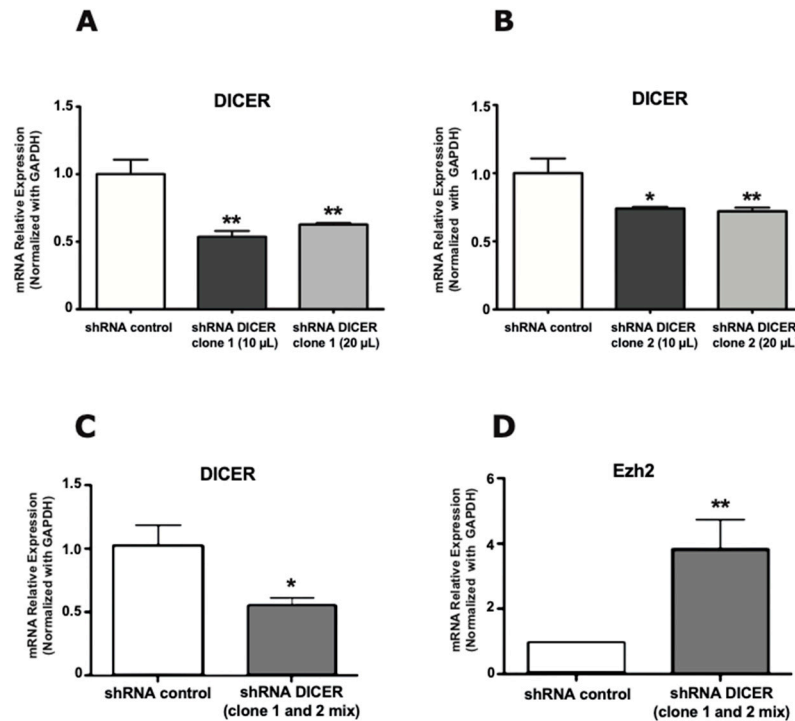 A
DICER
mRNA Relative Expression
(Normalized with GAPDH)
1.5
1.0
0.5
0
**
**
shRNA control
shRNA DICER
clone 1 (10 µL)
shRNA DICER
clone 1 (20 µL)
B
DICER
mRNA Relative Expression
(Normalized with GAPDH)
1.5
1.0
0.5
0
*
**
shRNA control
shRNA DICER
clone 2 (10 µL)
shRNA DICER
clone 2 (20 µL
C
DICER
mRNA Relative Expression
(Normalized with GAPDH)
1.5
1.0
0.5
0
*
shRNA control
shRNA DICER
(clone 1 and 2 mix)
D
Ezh2
mRNA Relative Expression
(Normalized with GAPDH)
6
4
2
0
**
shRNA control
shRNA DICER
(clone 1 and 2 mix)